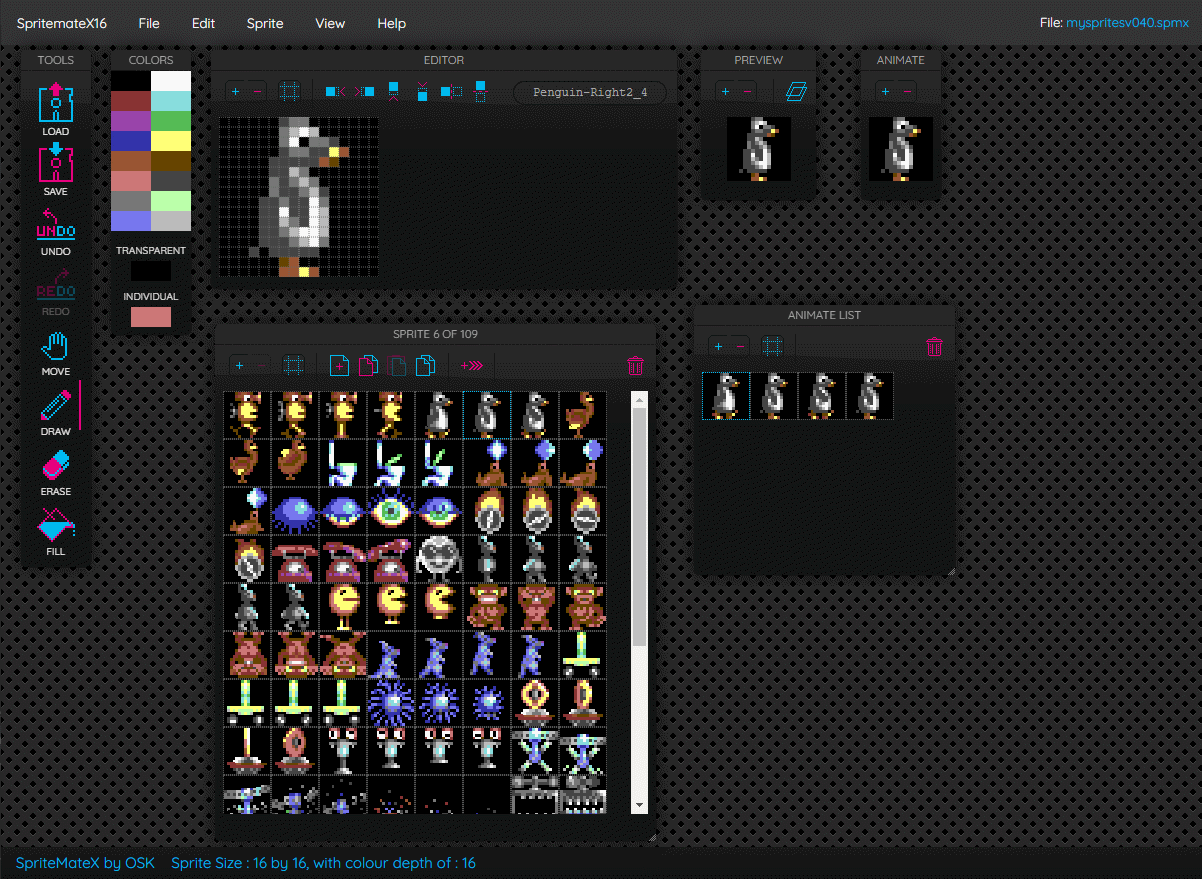 SpritemateX16 File Edit Sprite View Help File: myspritesv040.spmx
TOOLS
LOAD
SAVE
UNDO
UNDO
REDO
REDO
MOVE
DRAW
ERASE
FILL
COLORS
TRANSPARENT
INDIVIDUAL
EDITOR
Penguin-Right2_4
PREVIEW
ANIMATE
SPRITE 6 OF 109
ANIMATE LIST
SpriteMateX by OSK Sprite Size : 16 by 16, with colour depth of : 16